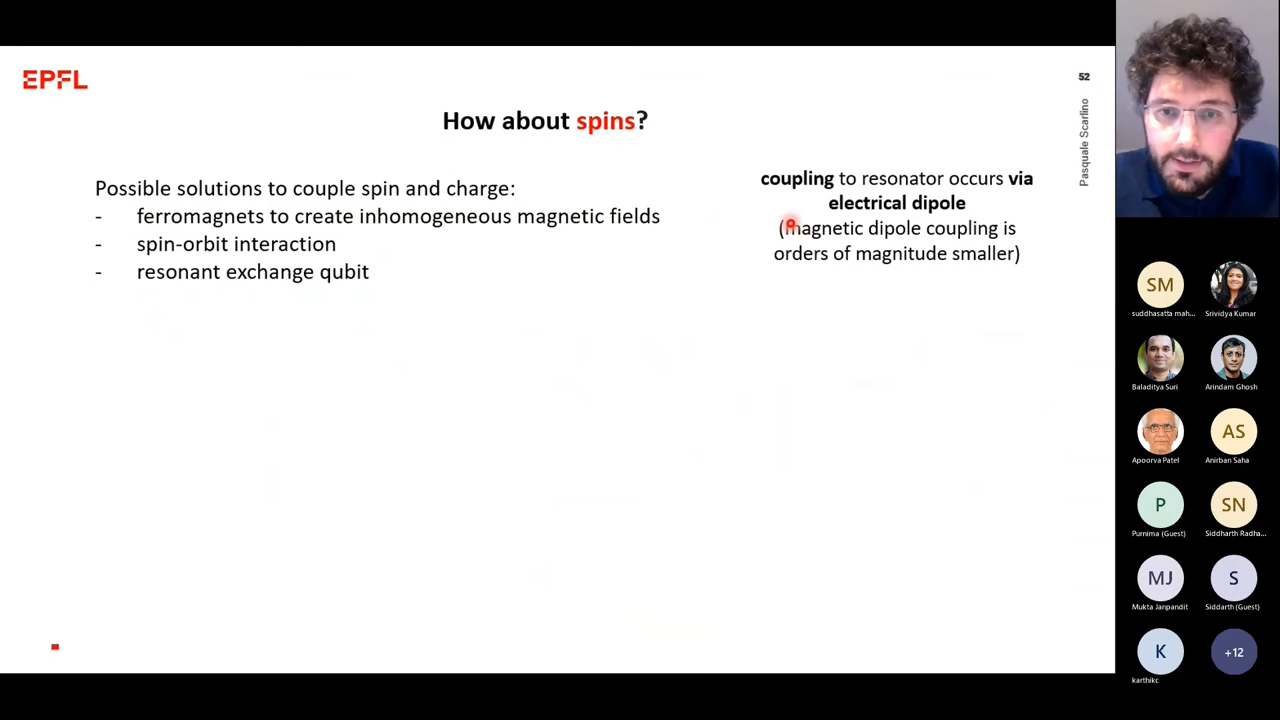 EPFL
52
Pasquale Scarlino
How about spins?
Possible solutions to couple spin and charge:
- ferromagnets to create inhomogeneous magnetic fields
- spin-orbit interaction
- resonant exchange qubit
coupling to resonator occurs via
electrical dipole
(magnetic dipole coupling is
orders of magnitude smaller)
SM
suddhasatta mah...
Srividya Kumar
Baladitya Suri
Arindam Ghosh
Apoorva Patel
AS
Anirban Saha
P
Purnima (Guest)
SN
Siddharth Radha...
MJ
Mukta Janpandit
S
Siddarth (Guest)
K
karthikc
+12